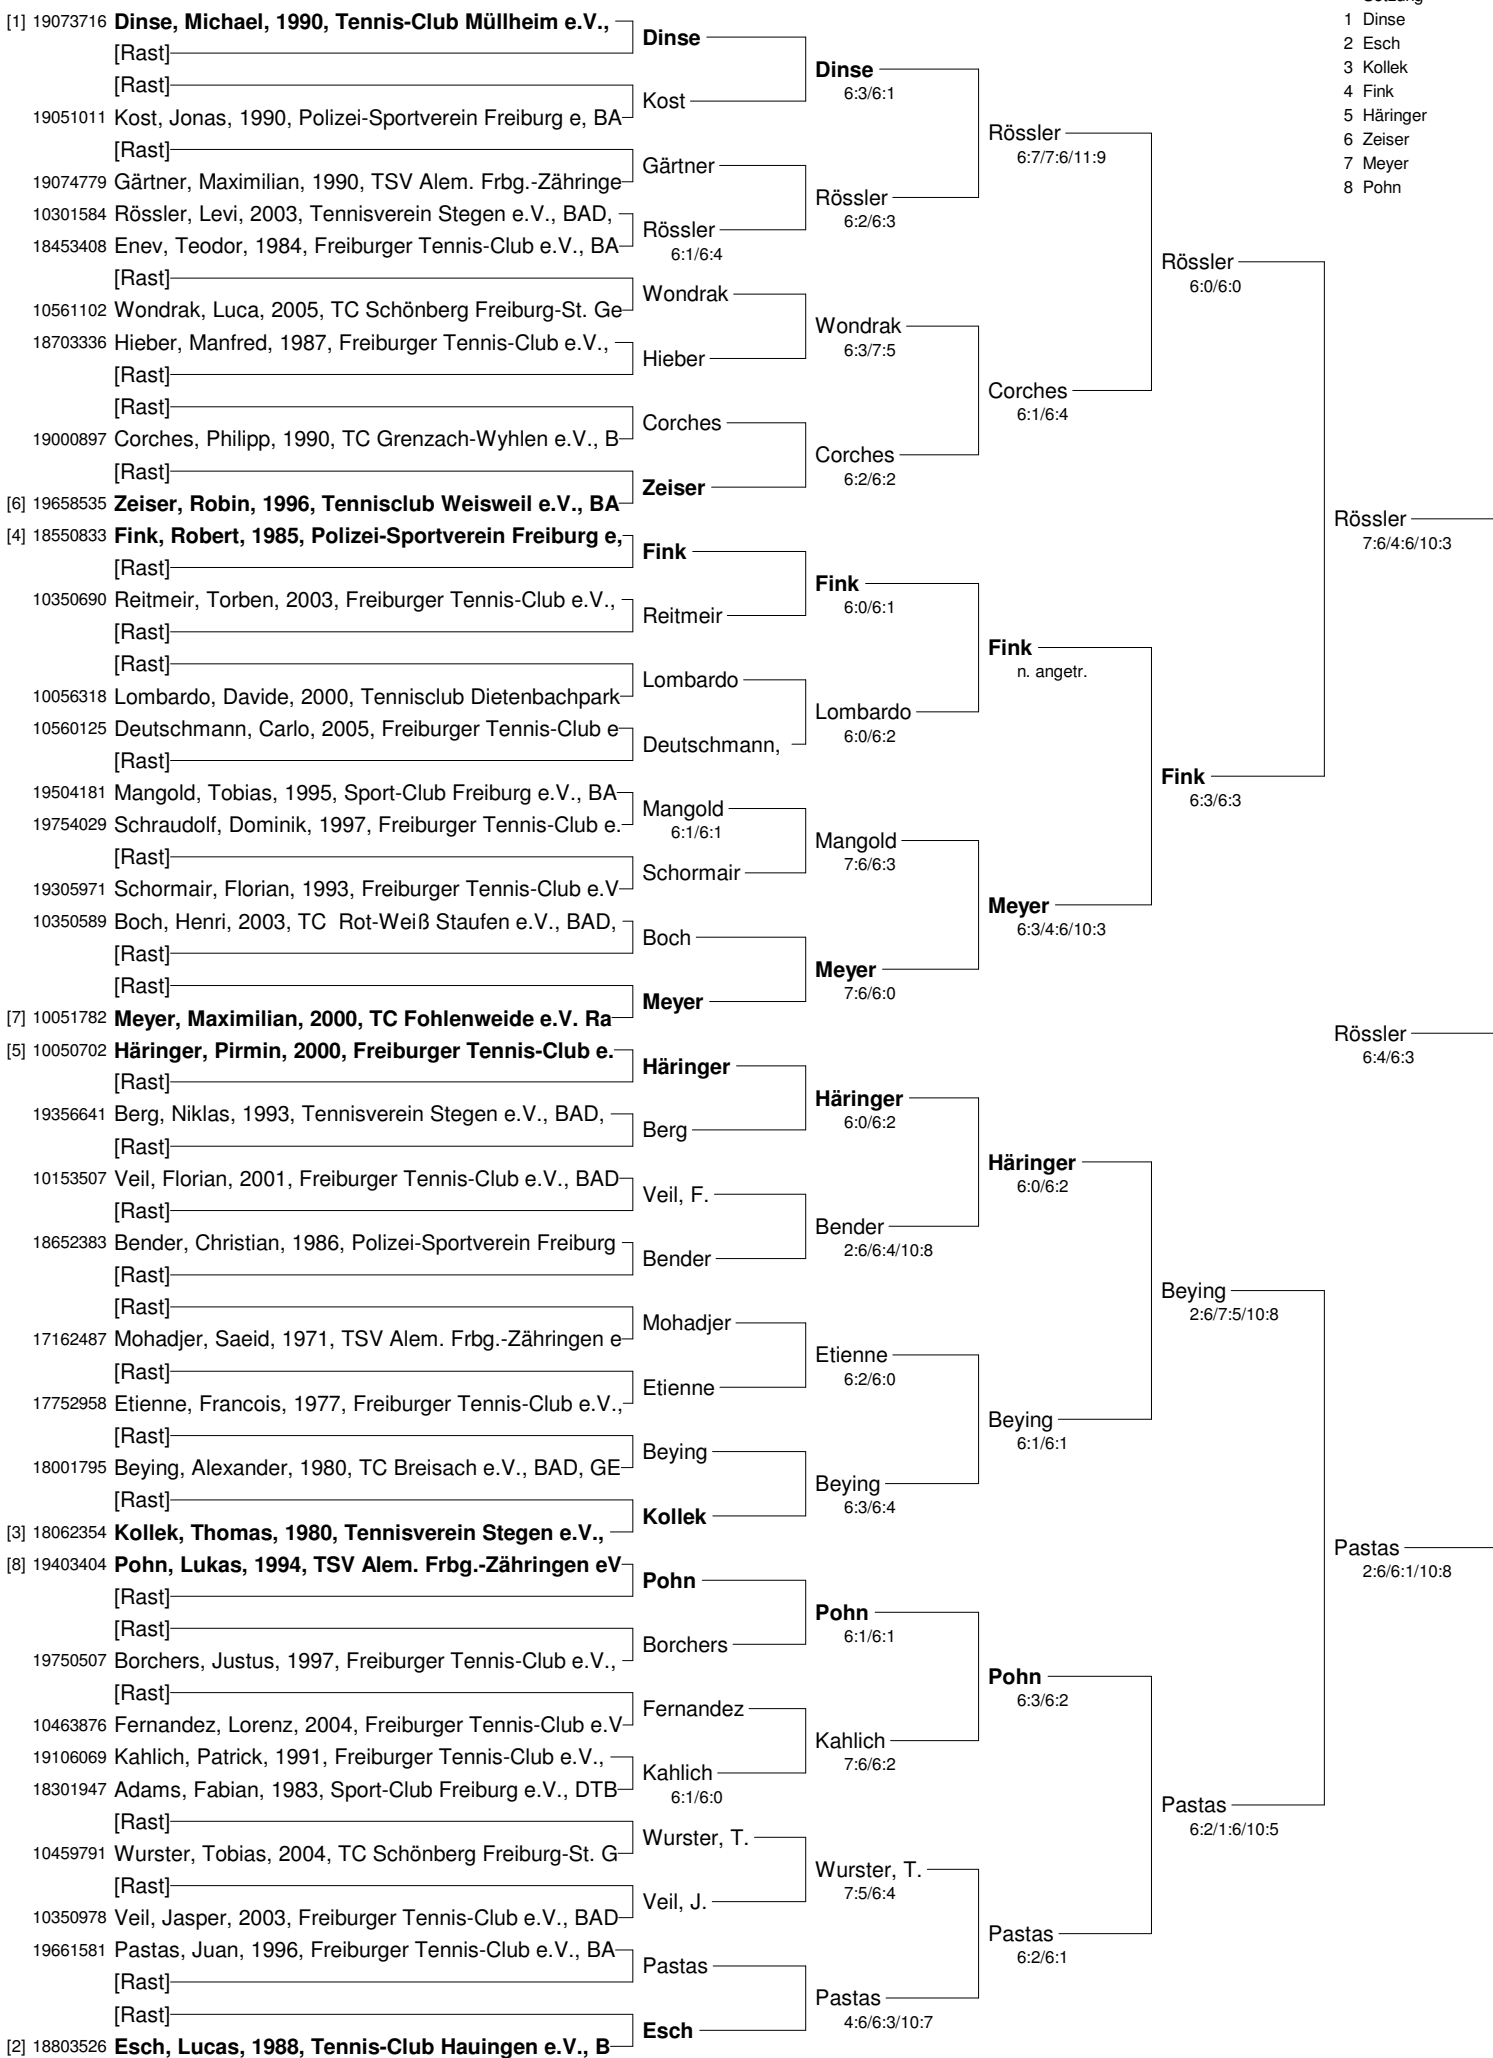 1 Dinse
2 Esch
3 Kollek
4 Fink
5 Häringer
6 Zeiser
7 Meyer
8 Pohn
[1] 19073716 Dinse, Michael, 1990, Tennis-Club Müllheim e.V.,
[Rast]
[Rast]
19051011 Kost, Jonas, 1990, Polizei-Sportverein Freiburg e, BA
[Rast]
19074779 Gärtner, Maximilian, 1990, TSV Alem. Frbg.-Zähringe
10301584 Rössler, Levi, 2003, Tennisverein Stegen e.V., BAD,
18453408 Enev, Teodor, 1984, Freiburger Tennis-Club e.V., BA
[Rast]
10561102 Wondrak, Luca, 2005, TC Schönberg Freiburg-St. Ge
18703336 Hieber, Manfred, 1987, Freiburger Tennis-Club e.V.,
[Rast]
[Rast]
19000897 Corches, Philipp, 1990, TC Grenzach-Wyhlen e.V., B
[Rast]
[6] 19658535 Zeiser, Robin, 1996, Tennisclub Weisweil e.V., BA
[4] 18550833 Fink, Robert, 1985, Polizei-Sportverein Freiburg e,
[Rast]
10350690 Reitmeir, Torben, 2003, Freiburger Tennis-Club e.V.,
[Rast]
[Rast]
10056318 Lombardo, Davide, 2000, Tennisclub Dietenbachpark
10560125 Deutschmann, Carlo, 2005, Freiburger Tennis-Club e
[Rast]
19504181 Mangold, Tobias, 1995, Sport-Club Freiburg e.V., BA
19754029 Schraudolf, Dominik, 1997, Freiburger Tennis-Club e.
[Rast]
19305971 Schormair, Florian, 1993, Freiburger Tennis-Club e.V
10350589 Boch, Henri, 2003, TC  Rot-Weiß Staufen e.V., BAD,
[Rast]
[Rast]
[7] 10051782 Meyer, Maximilian, 2000, TC Fohlenweide e.V. Ra
[5] 10050702 Häringer, Pirmin, 2000, Freiburger Tennis-Club e.
[Rast]
19356641 Berg, Niklas, 1993, Tennisverein Stegen e.V., BAD,
[Rast]
10153507 Veil, Florian, 2001, Freiburger Tennis-Club e.V., BAD
[Rast]
18652383 Bender, Christian, 1986, Polizei-Sportverein Freiburg
[Rast]
[Rast]
17162487 Mohadjer, Saeid, 1971, TSV Alem. Frbg.-Zähringen e
[Rast]
17752958 Etienne, Francois, 1977, Freiburger Tennis-Club e.V.,
[Rast]
18001795 Beying, Alexander, 1980, TC Breisach e.V., BAD, GE
[Rast]
[3] 18062354 Kollek, Thomas, 1980, Tennisverein Stegen e.V.,
[8] 19403404 Pohn, Lukas, 1994, TSV Alem. Frbg.-Zähringen eV
[Rast]
[Rast]
19750507 Borchers, Justus, 1997, Freiburger Tennis-Club e.V.,
[Rast]
10463876 Fernandez, Lorenz, 2004, Freiburger Tennis-Club e.V
19106069 Kahlich, Patrick, 1991, Freiburger Tennis-Club e.V.,
18301947 Adams, Fabian, 1983, Sport-Club Freiburg e.V., DTB
[Rast]
10459791 Wurster, Tobias, 2004, TC Schönberg Freiburg-St. G
[Rast]
10350978 Veil, Jasper, 2003, Freiburger Tennis-Club e.V., BAD
19661581 Pastas, Juan, 1996, Freiburger Tennis-Club e.V., BA
[Rast]
[Rast]
[2] 18803526 Esch, Lucas, 1988, Tennis-Club Hauingen e.V., B
Dinse
Kost
Gärtner
Rössler
6:1/6:4
Wondrak
Hieber
Corches
Zeiser
Fink
Reitmeir
Lombardo
Deutschmann,
Mangold
6:1/6:1
Schormair
Boch
Meyer
Häringer
Berg
Veil, F.
Bender
Mohadjer
Etienne
Beying
Kollek
Pohn
Borchers
Fernandez
Kahlich
6:1/6:0
Wurster, T.
Veil, J.
Pastas
Esch
Dinse
6:3/6:1
Rössler
6:2/6:3
Wondrak
6:3/7:5
Corches
6:2/6:2
Fink
6:0/6:1
Lombardo
6:0/6:2
Mangold
7:6/6:3
Meyer
7:6/6:0
Häringer
6:0/6:2
Bender
2:6/6:4/10:8
Etienne
6:2/6:0
Beying
6:3/6:4
Pohn
6:1/6:1
Kahlich
7:6/6:2
Wurster, T.
7:5/6:4
Pastas
4:6/6:3/10:7
Rössler
6:7/7:6/11:9
Corches
6:1/6:4
Fink
n. angetr.
Meyer
6:3/4:6/10:3
Häringer
6:0/6:2
Beying
6:1/6:1
Pohn
6:3/6:2
Pastas
6:2/6:1
Rössler
6:0/6:0
Fink
6:3/6:3
Beying
2:6/7:5/10:8
Pastas
6:2/1:6/10:5
Rössler
7:6/4:6/10:3
Rössler
6:4/6:3
Pastas
2:6/6:1/10:8